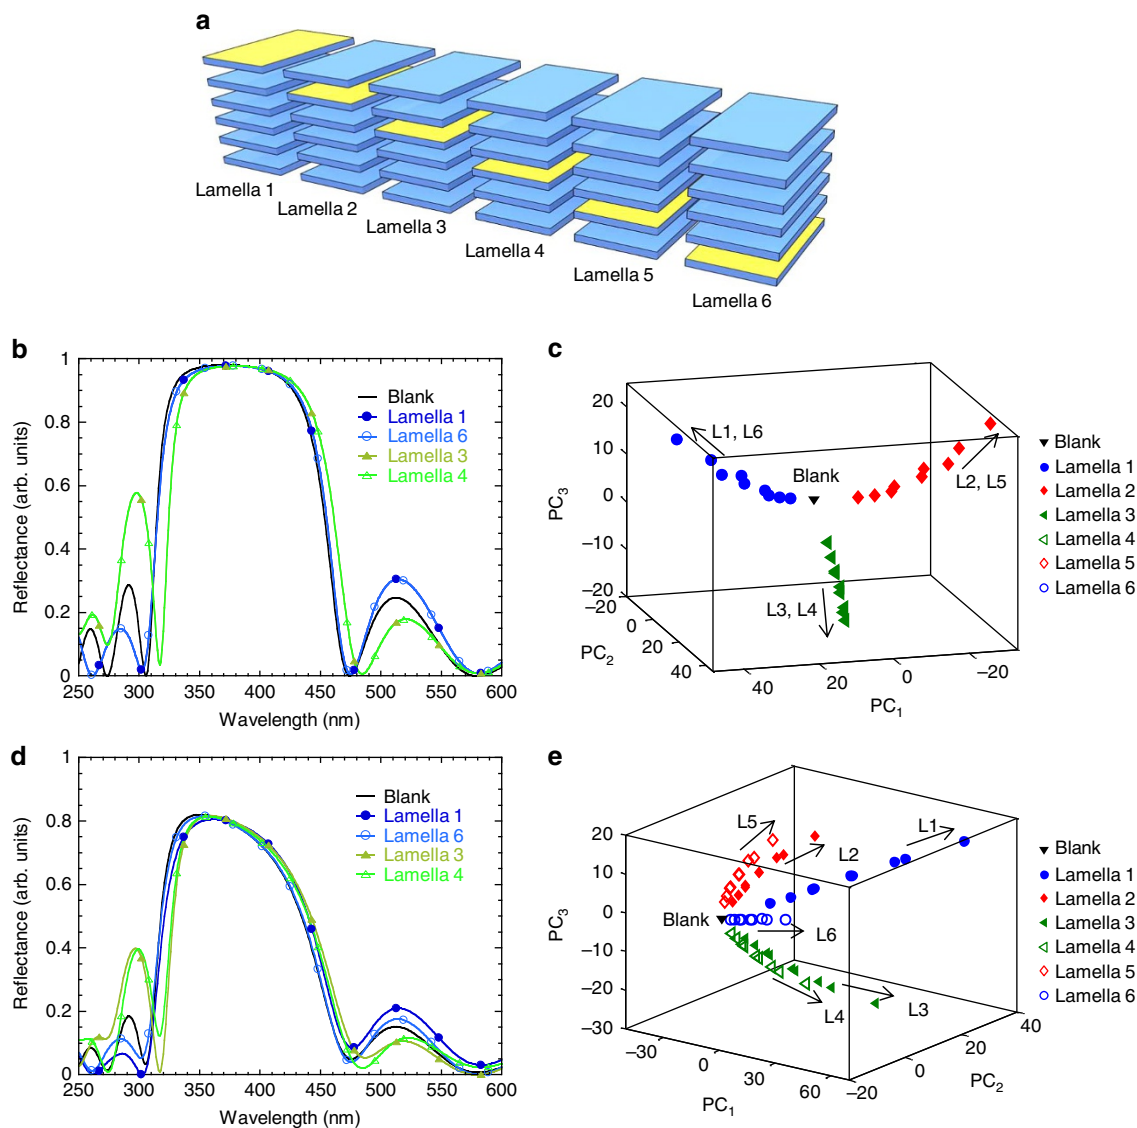 a
Lamella 1
Lamella 2
Lamella 3
Lamella 4
Lamella 5
Lamella 6
b
1
0.8
0.6
0.4
0.2
0
250 300 350 400 450 500 550 600
Reflectance (arb. units)
Wavelength (nm)
Blank
Lamella 1
Lamella 6
Lamella 3
Lamella 4
c
20
10
0
−10
−20
PC3
−20
0
20
40
PC2
40
20
0
−20
PC1
L1, L6
Blank
L2, L5
L3, L4
Blank
Lamella 1
Lamella 2
Lamella 3
Lamella 4
Lamella 5
Lamella 6
d
1
0.8
0.6
0.4
0.2
0
250 300 350 400 450 500 550 600
Reflectance (arb. units)
Wavelength (nm)
Blank
Lamella 1
Lamella 6
Lamella 3
Lamella 4
e
20
10
0
−10
−20
−30
PC3
−30
0
30
60
PC1
−20
0
20
40
PC2
L5
L2
L1
Blank
L6
L4
L3
Blank
Lamella 1
Lamella 2
Lamella 3
Lamella 4
Lamella 5
Lamella 6